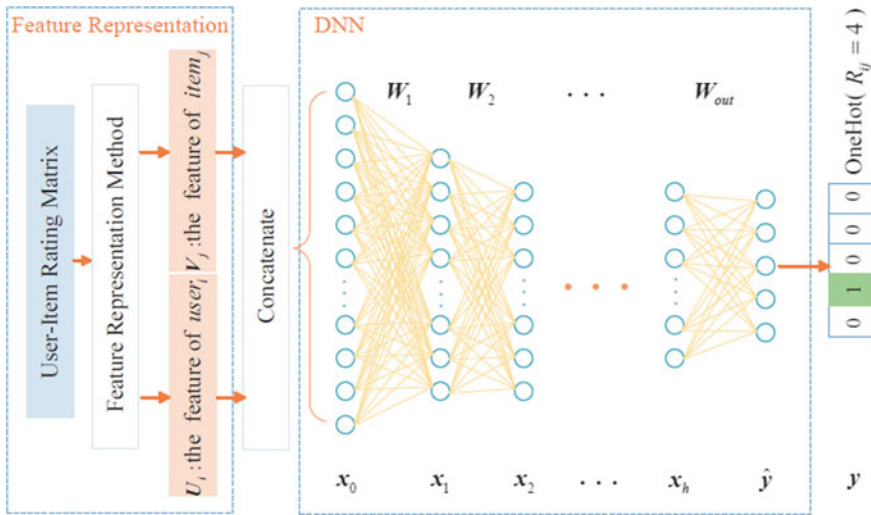 Feature Representation
User-Item Rating Matrix
Feature Representation Method
V_j :the feature of item_j
U_i :the feature of user_i
Concatenate
DNN
W_1 W_2 · · · W_out
x_0 x_1 x_2 · · · x_h ŷ
OneHot( R_ij = 4 )
0
0
0
1
0
y